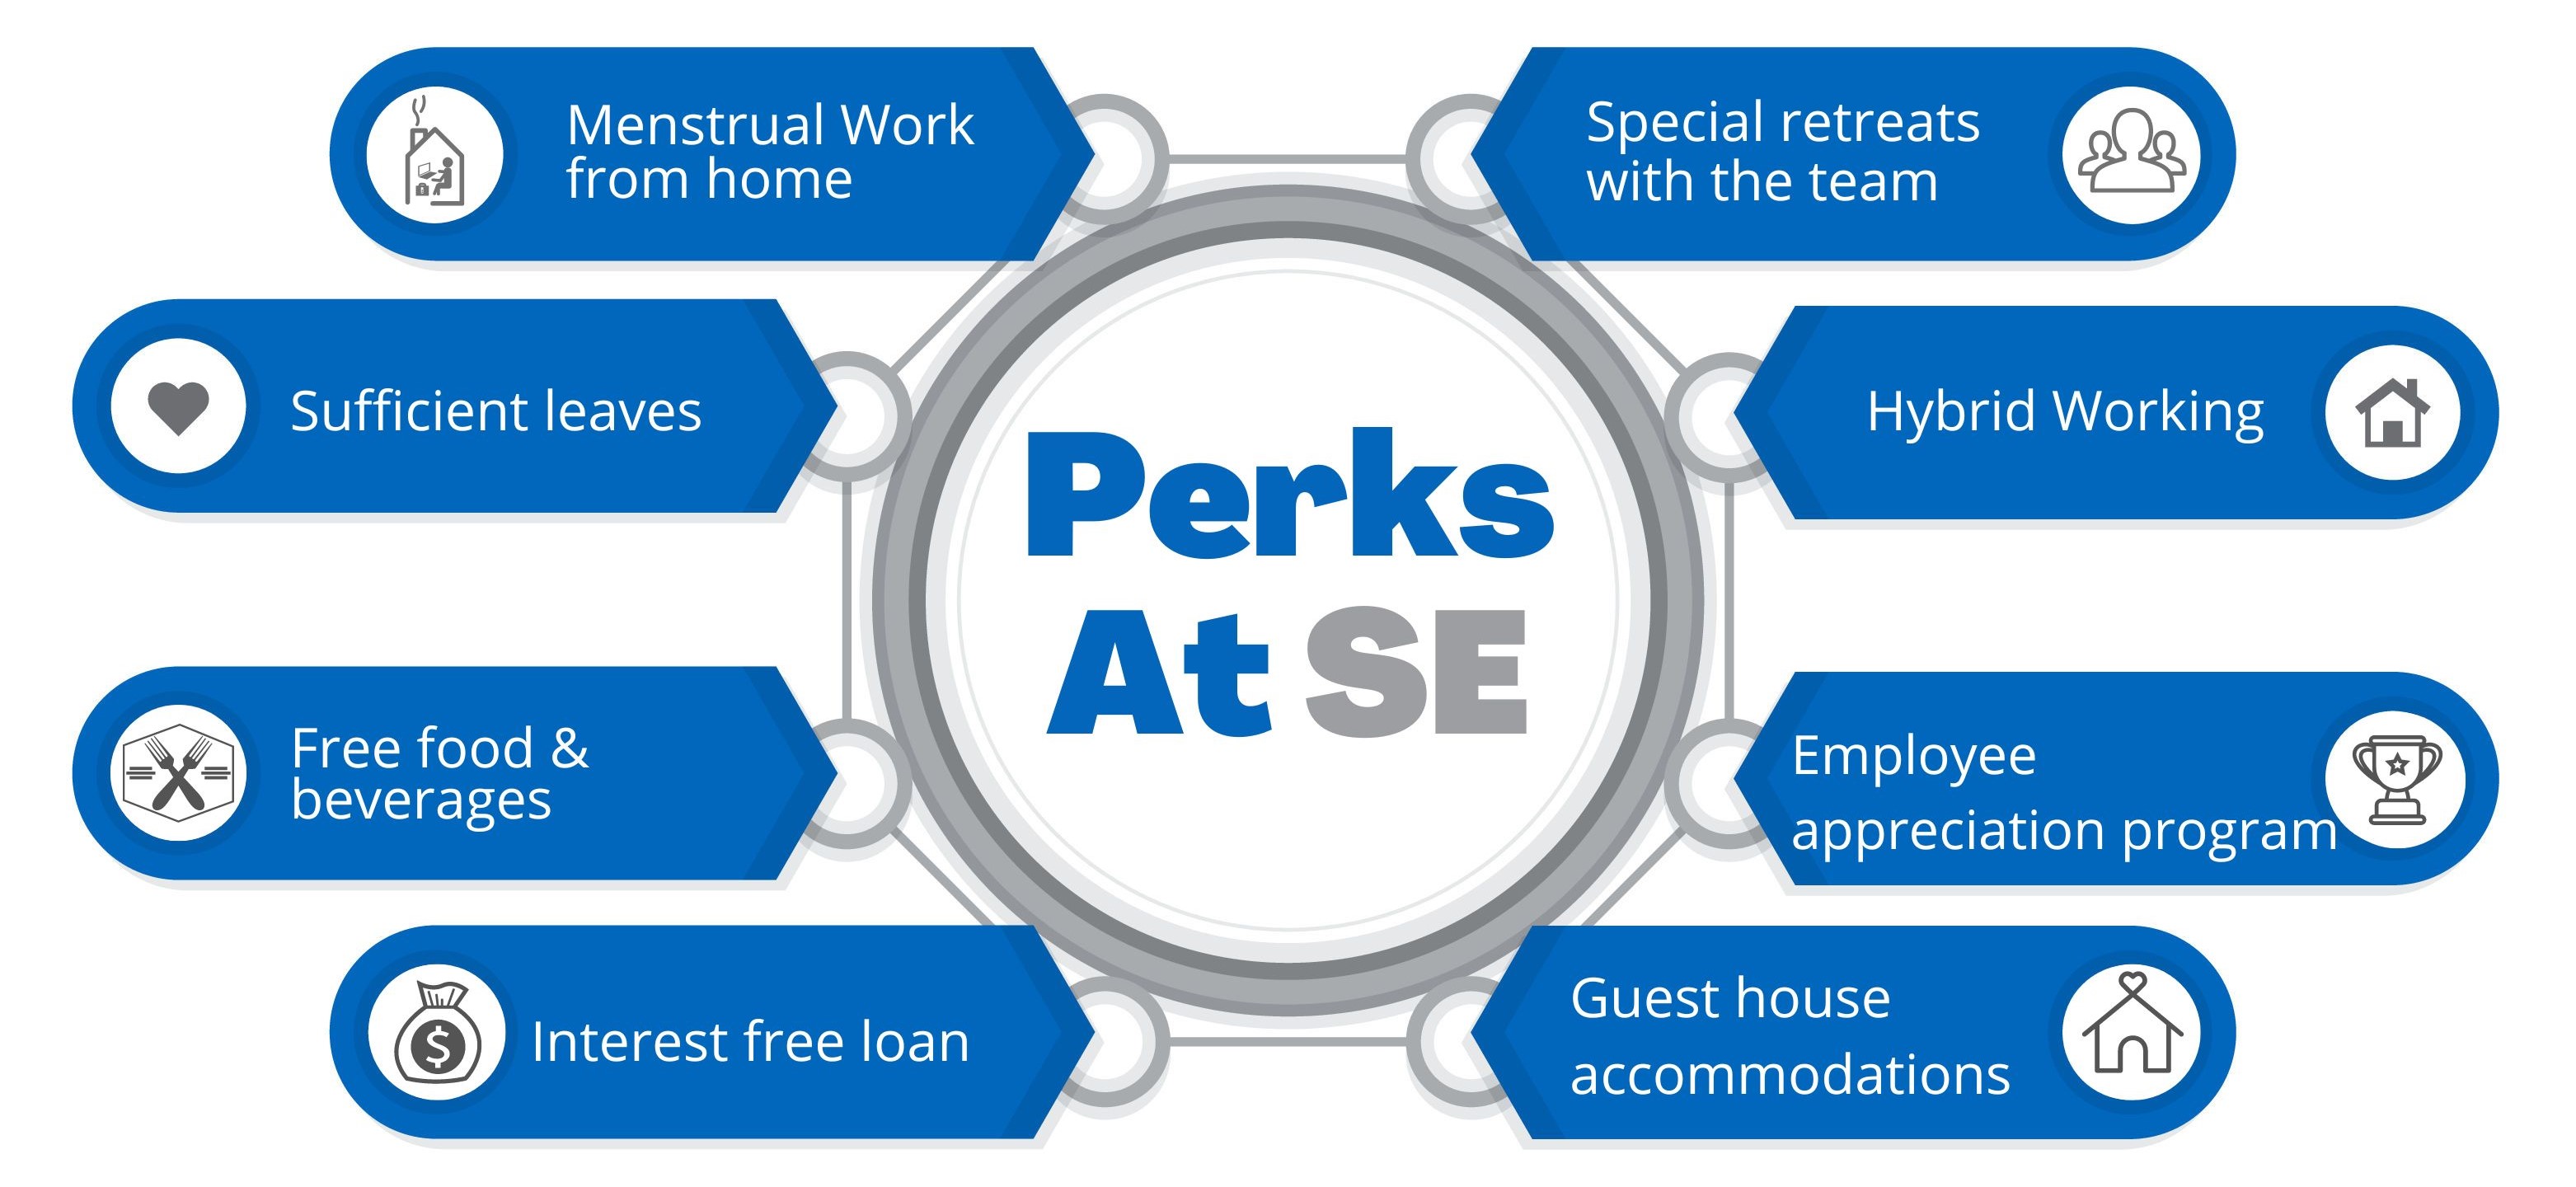 Menstrual Work
from home
Special retreats
with the team
Sufficient leaves
Hybrid Working
Perks
At SE
Free food &
beverages
Employee
appreciation program
Interest free loan
Guest house
accommodations